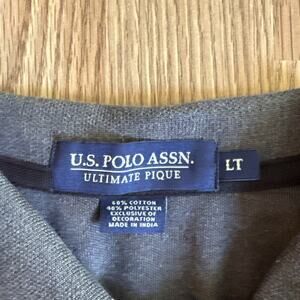 U.S. POLO ASSN.
ULTIMATE PIQUE
LT
60% COTTON
40% POLYESTER
EXCLUSIVE OF
DECORATION
MADE IN INDIA